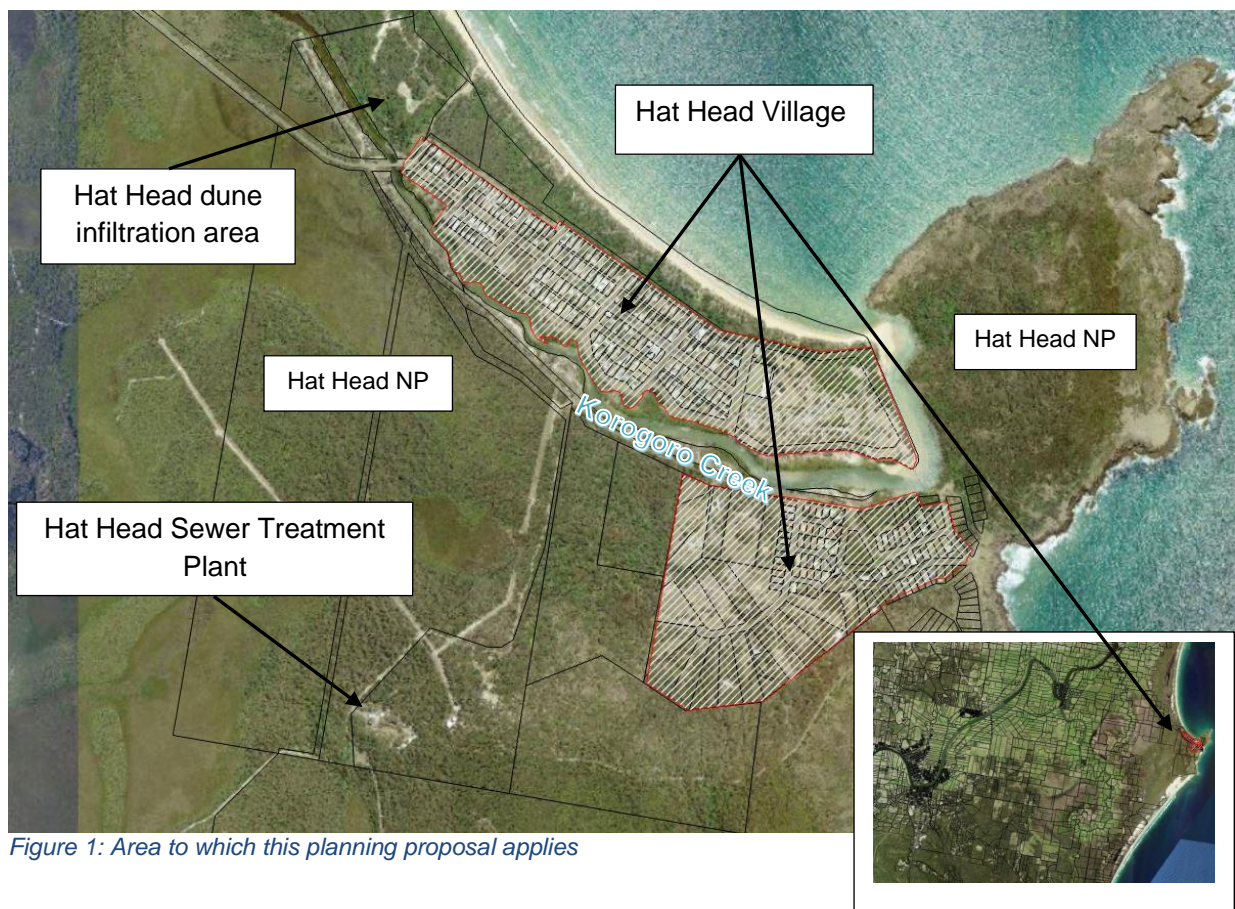 Hat Head Village
Hat Head dune
infiltration area
Hat Head NP
Hat Head NP
Korogoro Creek
Hat Head Sewer Treatment
Plant
Figure 1: Area to which this planning proposal applies